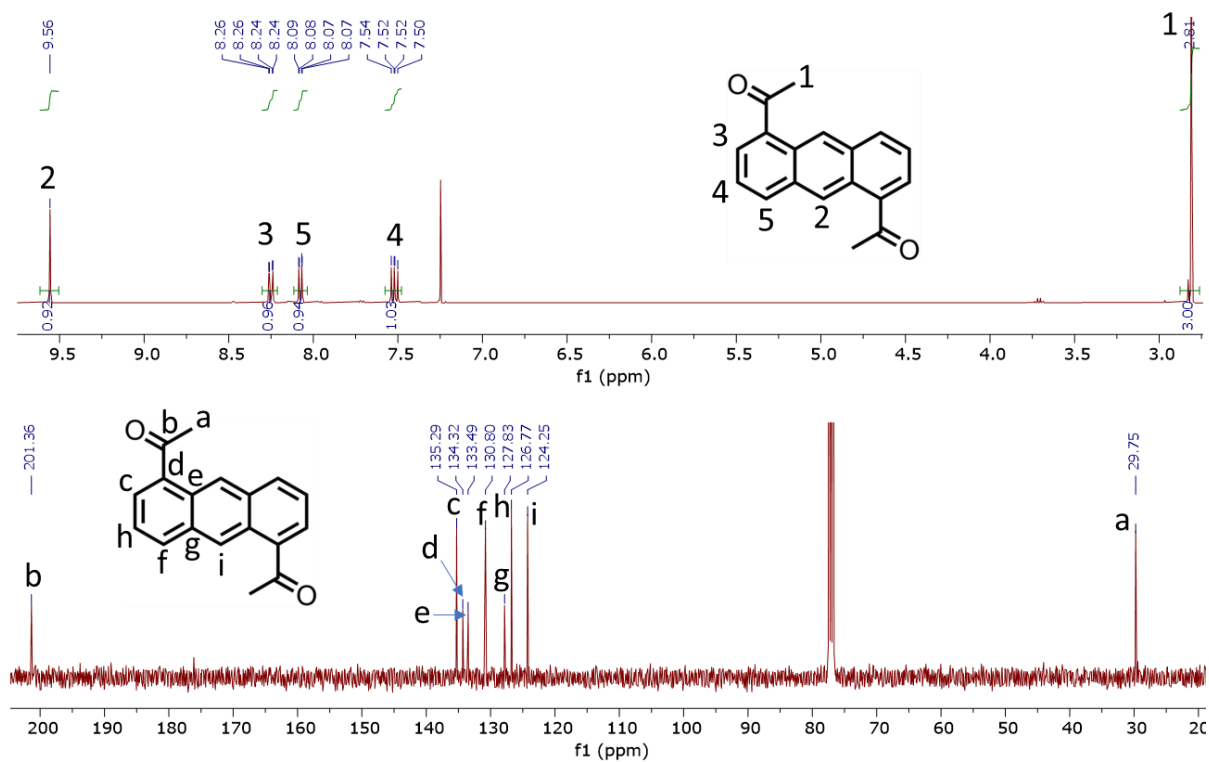 9.56
8.26
8.26
8.24
8.24
8.09
8.08
8.07
8.07
7.54
7.52
7.52
7.50
2.81
1
O
1
3
4
5
2
O
2
3
5
4
0.92
0.96
0.94
1.03
3.00
9.5 9.0 8.5 8.0 7.5 7.0 6.5 6.0 5.5 5.0 4.5 4.0 3.5 3.0
f1 (ppm)
201.36
135.29
134.32
133.49
130.80
127.83
126.77
124.25
29.75
b a
O
d e
c
h
f g i
O
b
c
d
e
f
g
h
i
a
200 190 180 170 160 150 140 130 120 110 100 90 80 70 60 50 40 30 20
f1 (ppm)